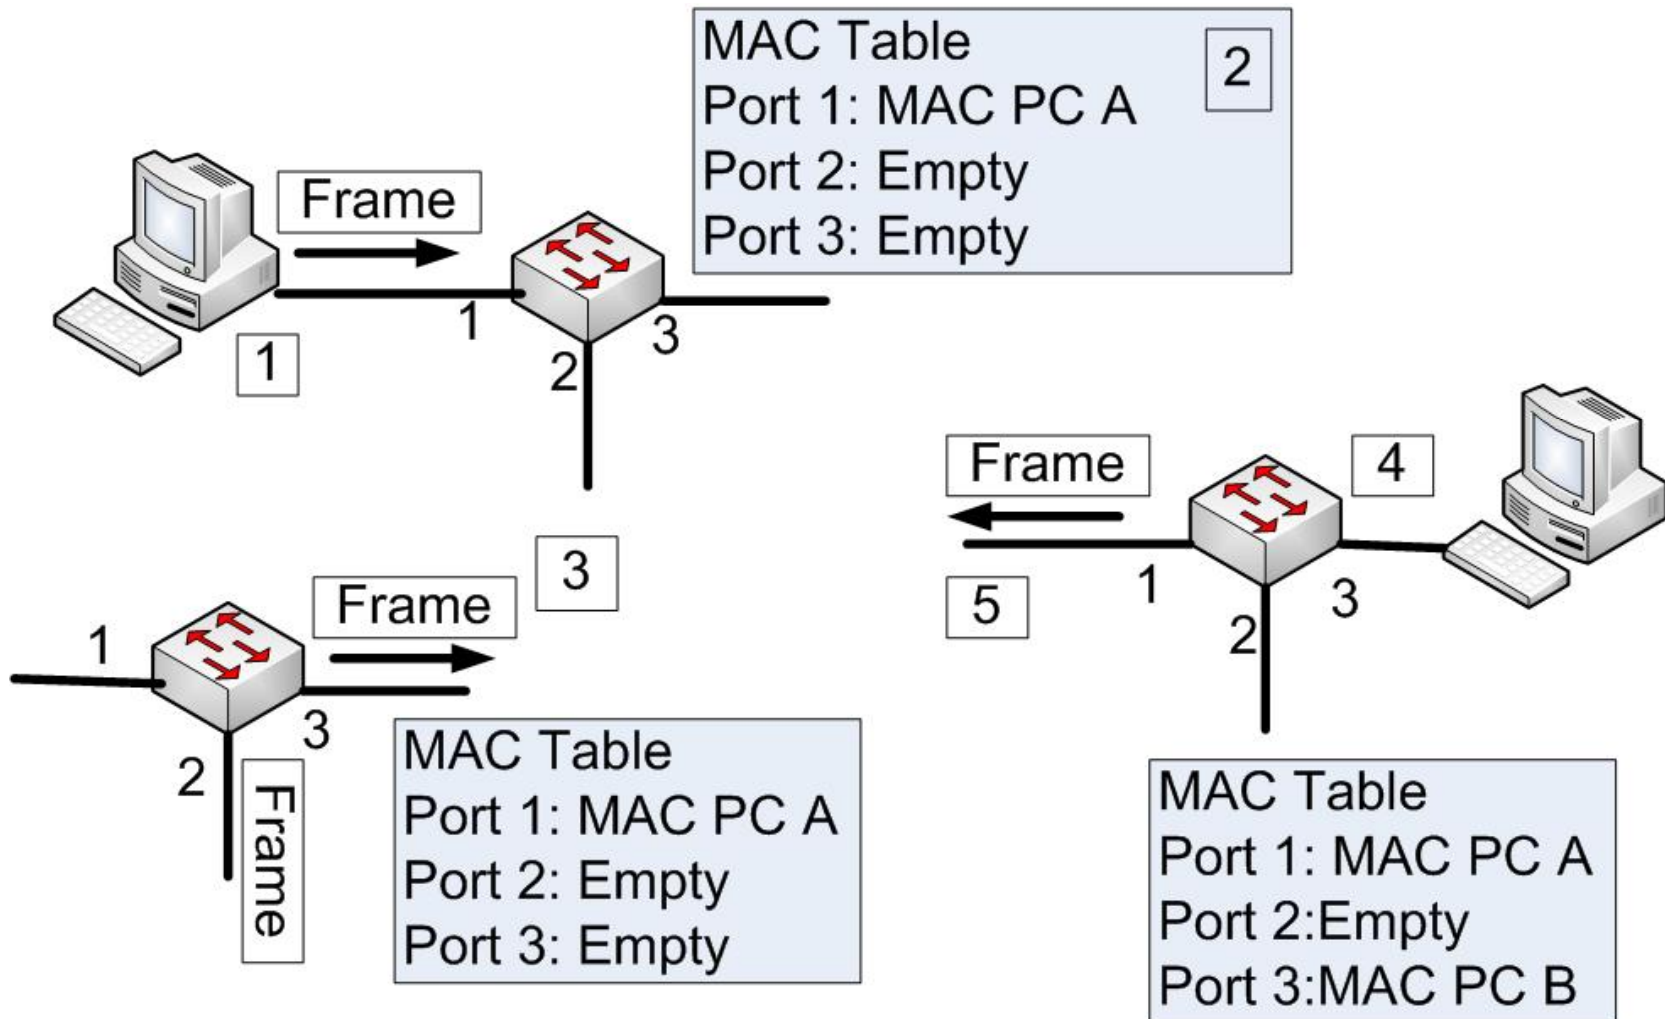 MAC Table
2
Port 1: MAC PC A
Port 2: Empty
Port 3: Empty
Frame
1
1
2
3
3
Frame
1
2
3
Frame
MAC Table
Port 1: MAC PC A
Port 2: Empty
Port 3: Empty
Frame
4
5
1
2
3
MAC Table
Port 1: MAC PC A
Port 2:Empty
Port 3:MAC PC B